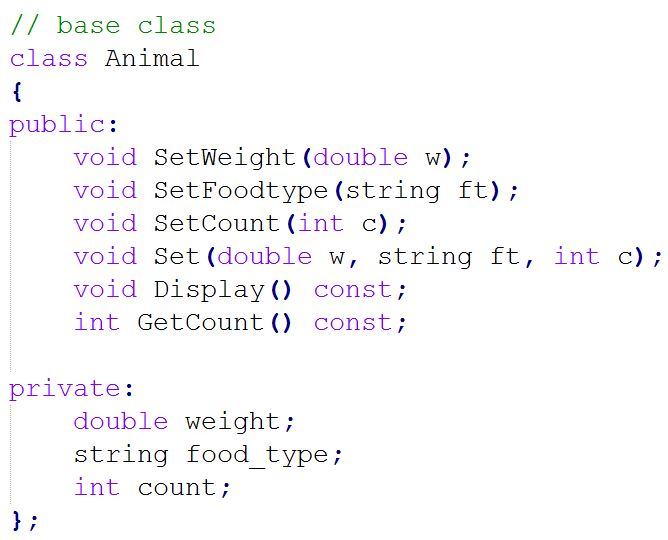 // base class
class Animal
{
public:
    void SetWeight(double w);
    void SetFoodtype(string ft);
    void SetCount(int c);
    void Set(double w, string ft, int c);
    void Display() const;
    int GetCount() const;

private:
    double weight;
    string food_type;
    int count;
};